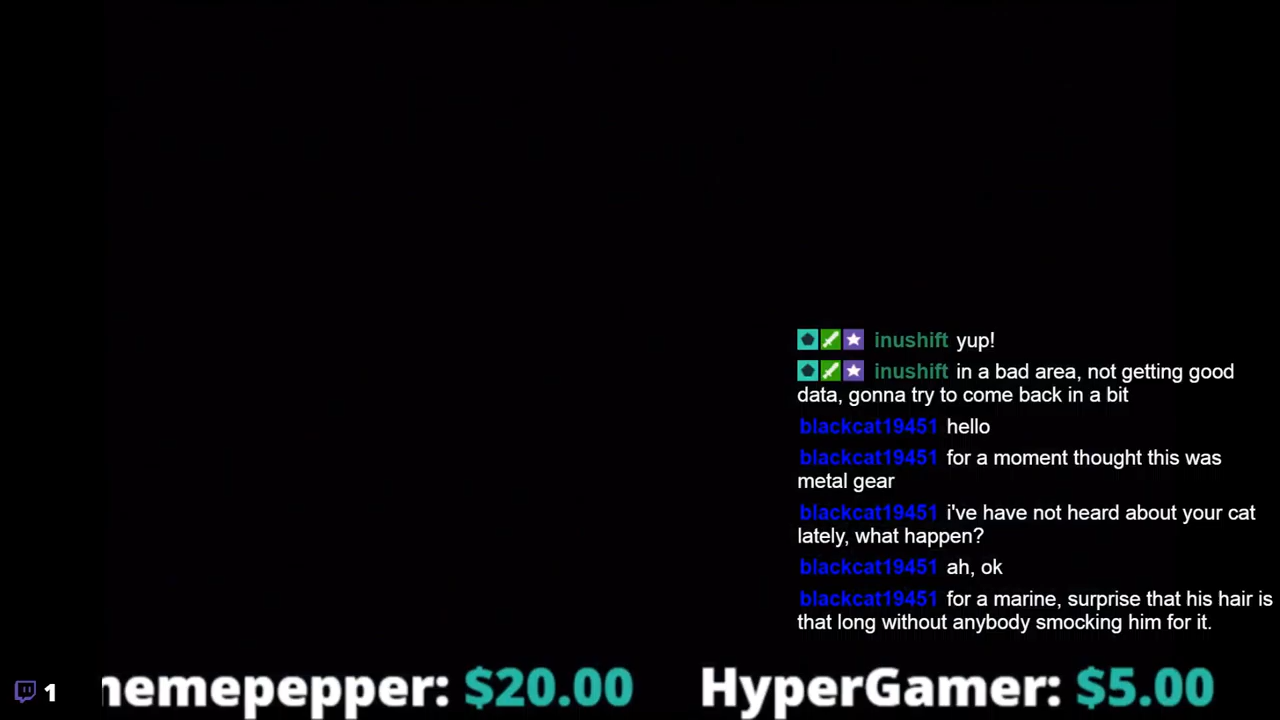 inushift yup!
inushift in a bad area, not getting good
data, gonna try to come back in a bit
blackcat19451 hello
blackcat19451 for a moment thought this was
metal gear
blackcat19451 i've have not heard about your cat
lately, what happen?
blackcat19451 ah, ok
blackcat19451 for a marine, surprise that his hair is
that long without anybody smocking him for it.
1 nemepepper: $20.00 HyperGamer: $5.00